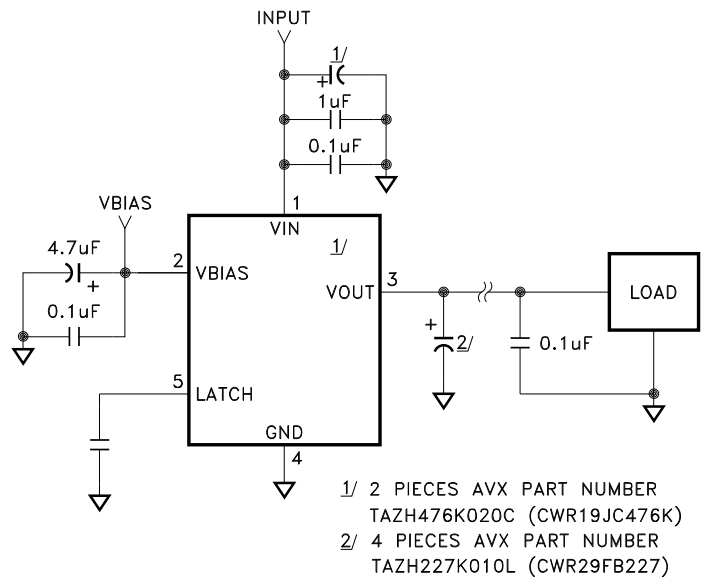 INPUT
1/
+
1uF
0.1uF
VBIAS
1
VIN
4.7uF
+
2
VBIAS
1/
3
VOUT
LOAD
0.1uF
+
2/
0.1uF
5
LATCH
GND
4
1/ 2 PIECES AVX PART NUMBER
TAZH476K020C (CWR19JC476K)
2/ 4 PIECES AVX PART NUMBER
TAZH227K010L (CWR29FB227)